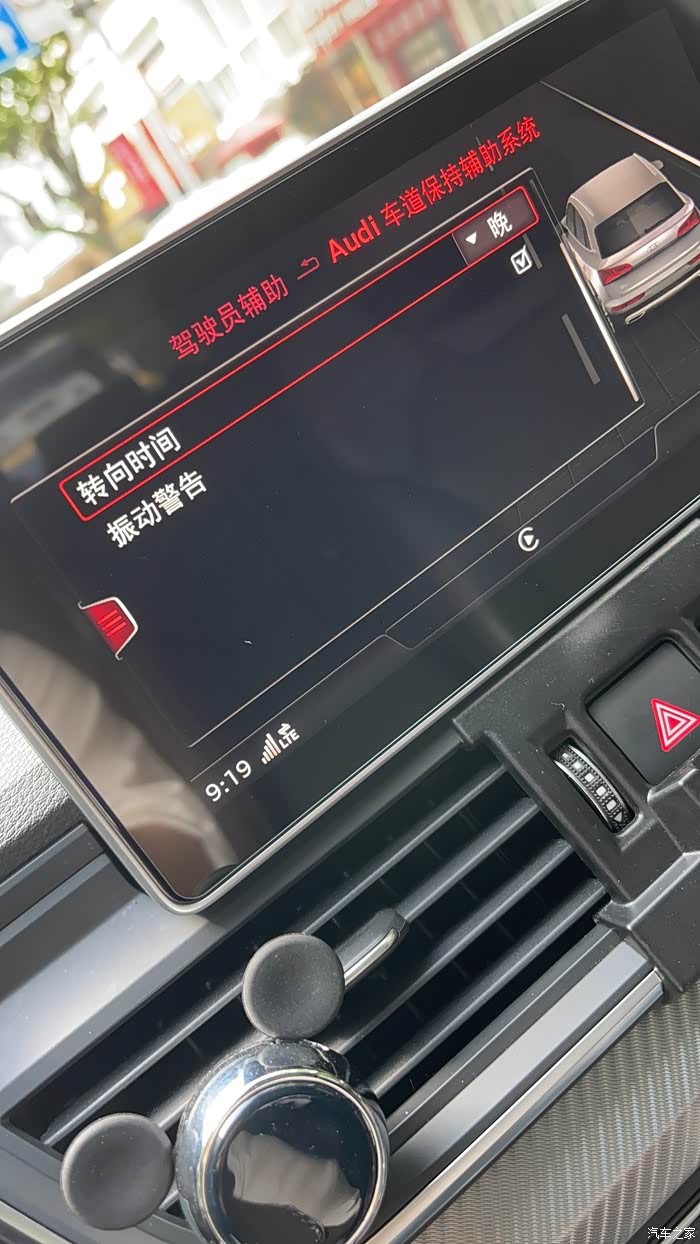 驾驶员辅助 Audi 车道保持辅助系统
转向时间 晚
振动警告
9:19 LTE
汽车之家